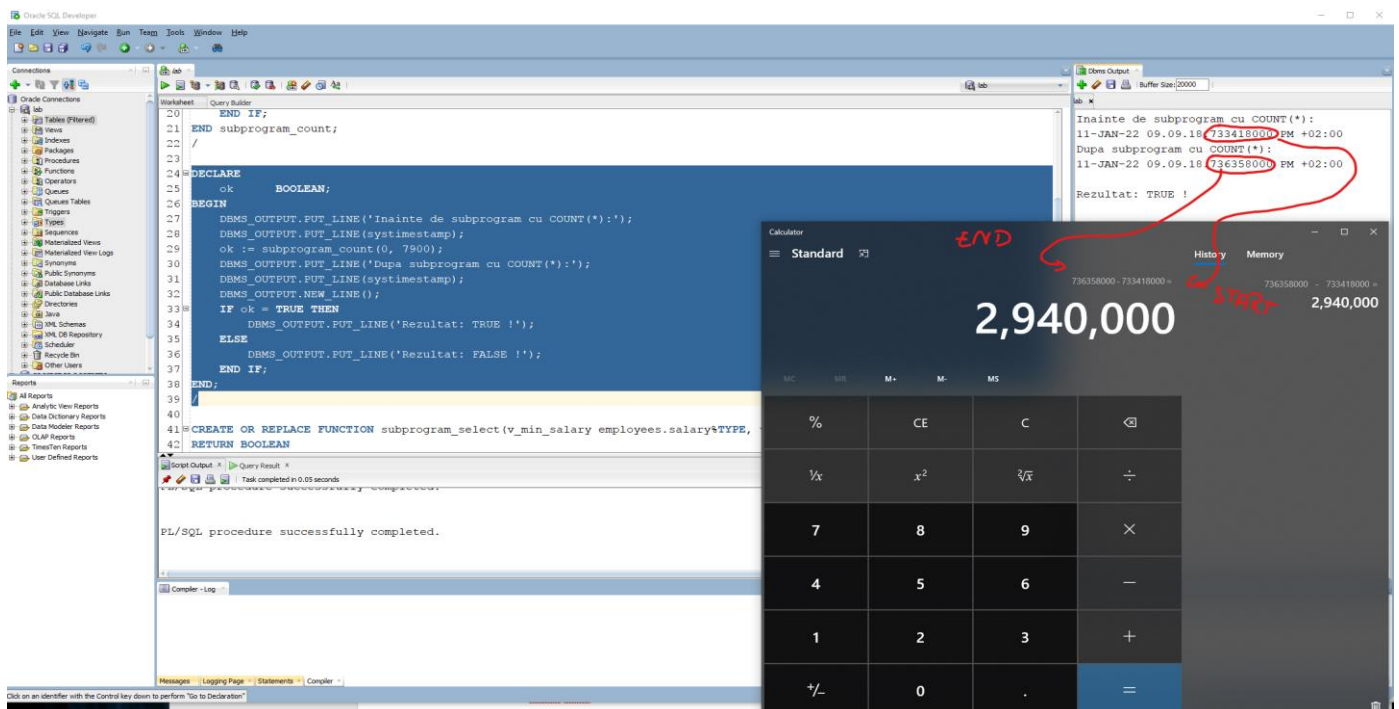 Oracle SQL Developer
File Edit View Navigate Run Team Tools Window Help
Connections
Oracle Connections
lab
Tables (Filtered)
Views
Indexes
Packages
Procedures
Functions
Operators
Queues
Queues Tables
Triggers
Types
Sequences
Materialized Views
Materialized View Logs
Synonyms
Public Synonyms
Database Links
Public Database Links
Directories
Java
XML Schemas
XML DB Repository
Scheduler
Recycle Bin
Other Users
Reports
All Reports
Analytic View Reports
Data Dictionary Reports
Data Modeler Reports
OLAP Reports
TimesTen Reports
User Defined Reports
lab
lab
Worksheet Query Builder
20 END IF;
21 END subprogram_count;
22 /
23
24 DECLARE
25 ok BOOLEAN;
26 BEGIN
27 DBMS_OUTPUT.PUT_LINE('Inainte de subprogram cu COUNT(*):');
28 DBMS_OUTPUT.PUT_LINE(systimestamp);
29 ok := subprogram_count(0, 7900);
30 DBMS_OUTPUT.PUT_LINE('Dupa subprogram cu COUNT(*):');
31 DBMS_OUTPUT.PUT_LINE(systimestamp);
32 DBMS_OUTPUT.NEW_LINE();
33 IF ok = TRUE THEN
34 DBMS_OUTPUT.PUT_LINE('Rezultat: TRUE !');
35 ELSE
36 DBMS_OUTPUT.PUT_LINE('Rezultat: FALSE !');
37 END IF;
38 END;
39 /
40
41 CREATE OR REPLACE FUNCTION subprogram_select(v_min_salary employees.salary%TYPE,
42 RETURN BOOLEAN
Script Output Query Result
Task completed in 0.05 seconds
PL/SQL procedure successfully completed.
PL/SQL procedure successfully completed.
Compiler - Log
Messages Logging Page Statements Compiler
Click on an identifier with the Control key down to perform "Go to Declaration"
Dbms Output
Buffer Size: 20000
lab
Inainte de subprogram cu COUNT(*):
11-JAN-22 09.09.18.733418000 PM +02:00
Dupa subprogram cu COUNT(*):
11-JAN-22 09.09.18.736358000 PM +02:00
Rezultat: TRUE !
END
START
Calculator
Standard
History Memory
736358000 - 733418000 =
2,940,000
736358000 - 733418000 =
2,940,000
MC MR M+ M- MS
% CE C
1/x x² ²√x ÷
7 8 9 ×
4 5 6 −
1 2 3 +
+/− 0 . =